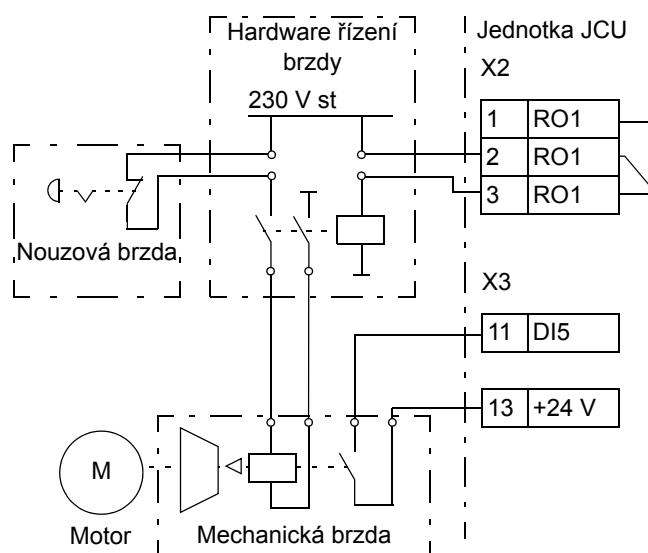 Hardware řízení
brzdy
Jednotka JCU
X2
230 V st
1 RO1
2 RO1
3 RO1
Nouzová brzda
X3
11 DI5
13 +24 V
M
Motor
Mechanická brzda